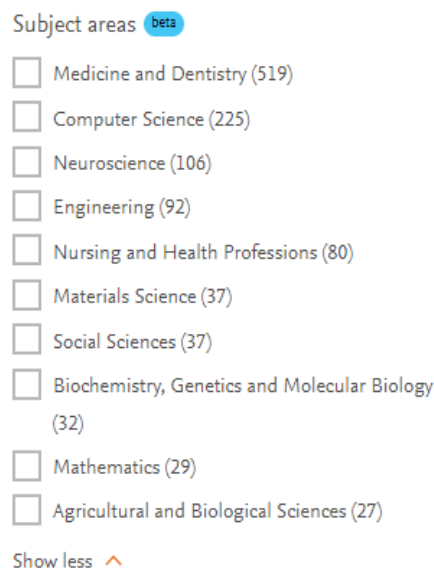 Subject areas beta
Medicine and Dentistry (519)
Computer Science (225)
Neuroscience (106)
Engineering (92)
Nursing and Health Professions (80)
Materials Science (37)
Social Sciences (37)
Biochemistry, Genetics and Molecular Biology
(32)
Mathematics (29)
Agricultural and Biological Sciences (27)
Show less